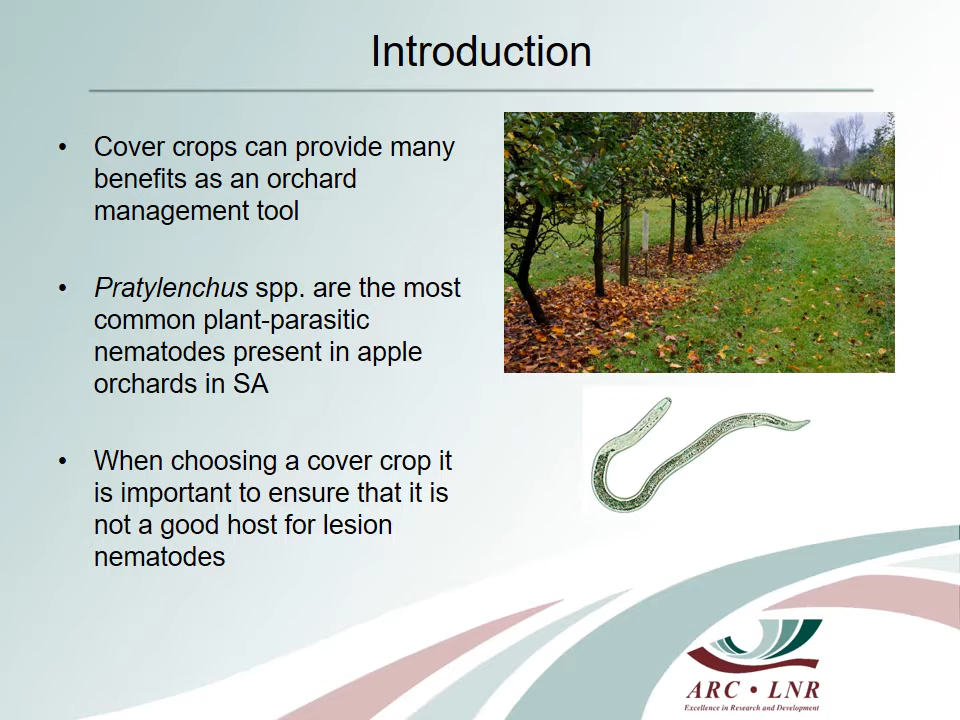 Introduction
• Cover crops can provide many
benefits as an orchard
management tool
• Pratylenchus spp. are the most
common plant-parasitic
nematodes present in apple
orchards in SA
• When choosing a cover crop it
is important to ensure that it is
not a good host for lesion
nematodes
ARC • LNR
Excellence in Research and Development